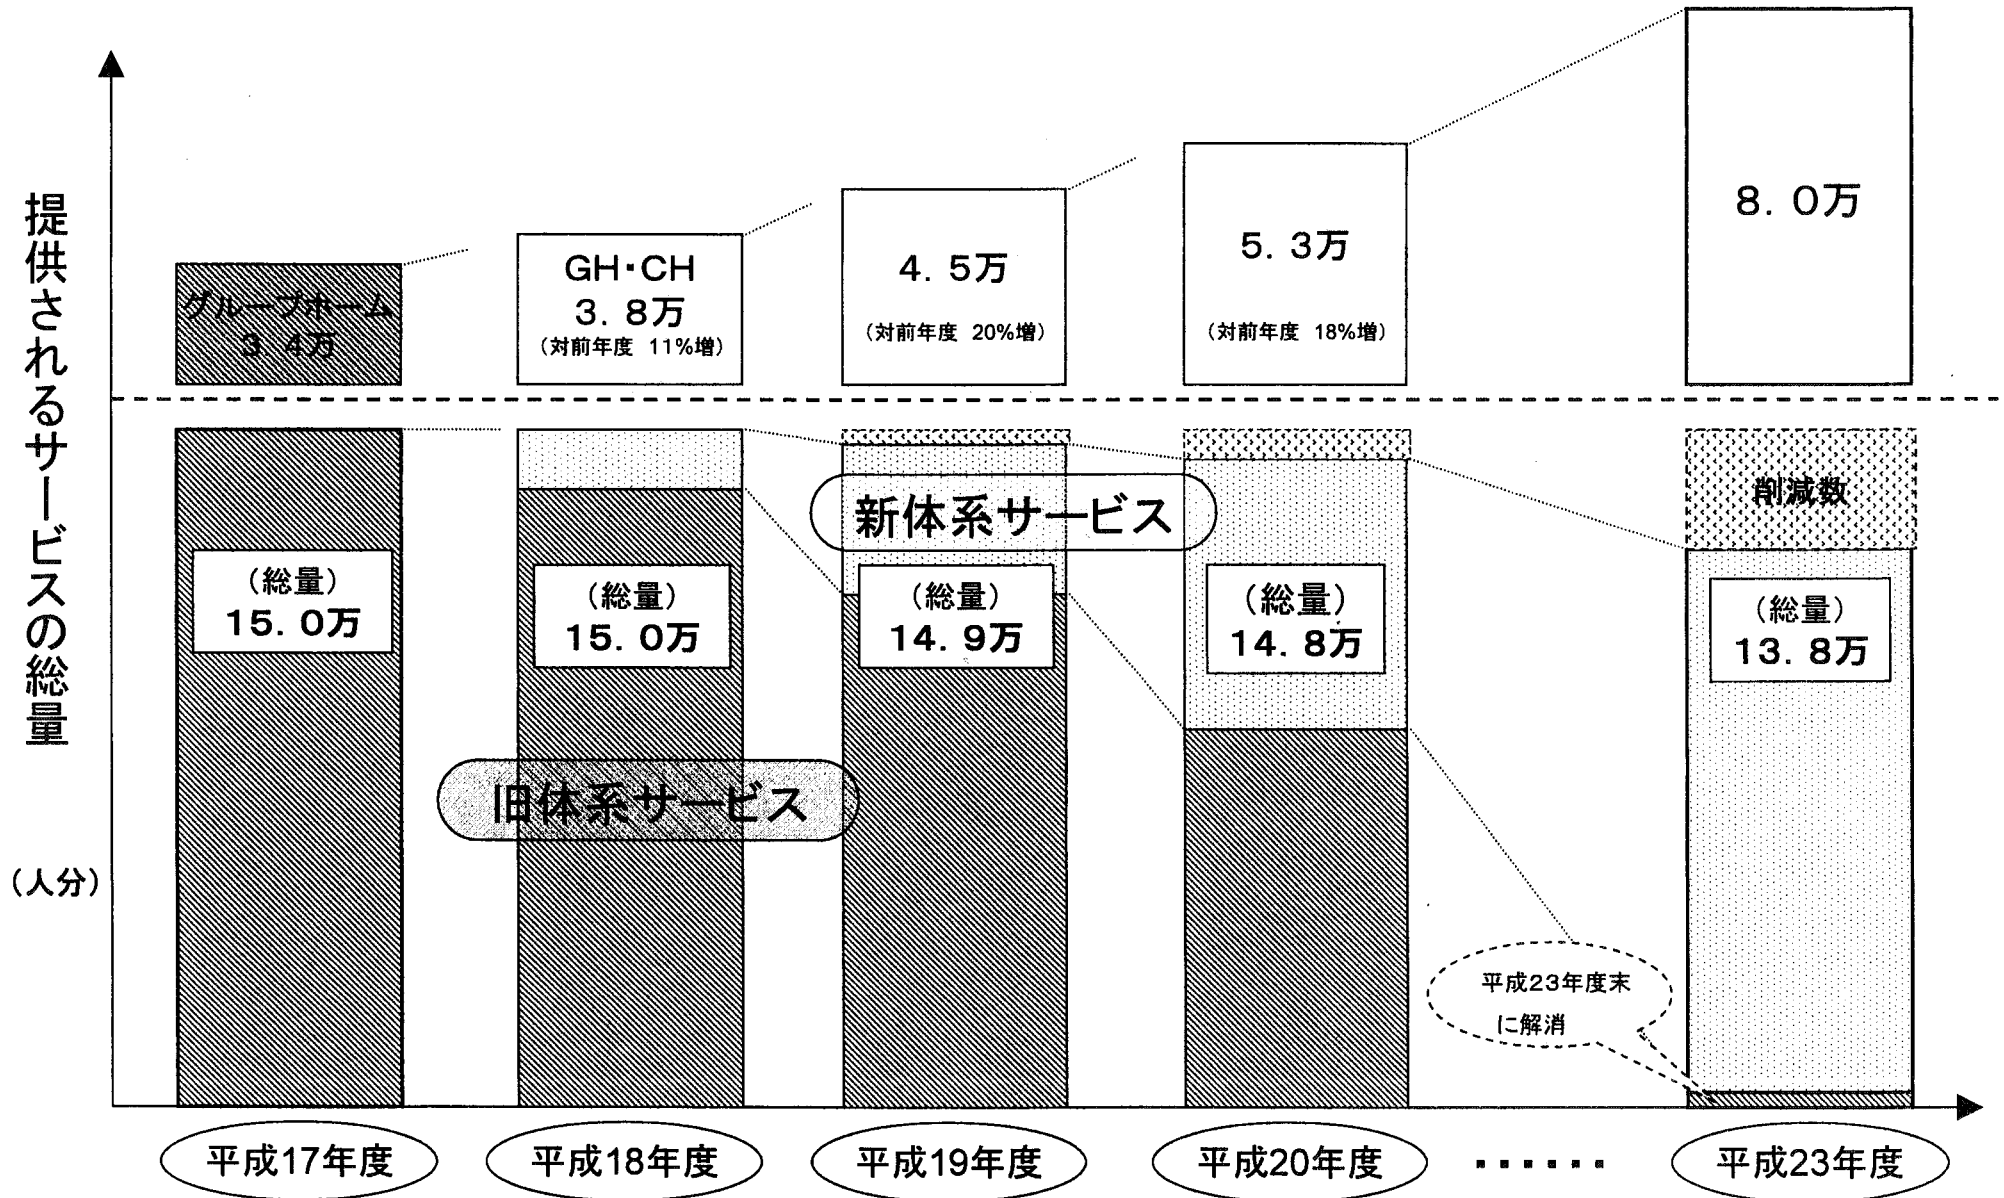 提供されるサービスの総量
（人分）
グループホーム
3．4万
GH・CH
3．8万
（対前年度 11%増）
4．5万
（対前年度 20%増）
5．3万
（対前年度 18%増）
8．0万
新体系サービス
削減数
（総量）
15．0万
（総量）
15．0万
（総量）
14．9万
（総量）
14．8万
（総量）
13．8万
旧体系サービス
平成23年度末
に解消
平成17年度
平成18年度
平成19年度
平成20年度
・・・・・・
平成23年度